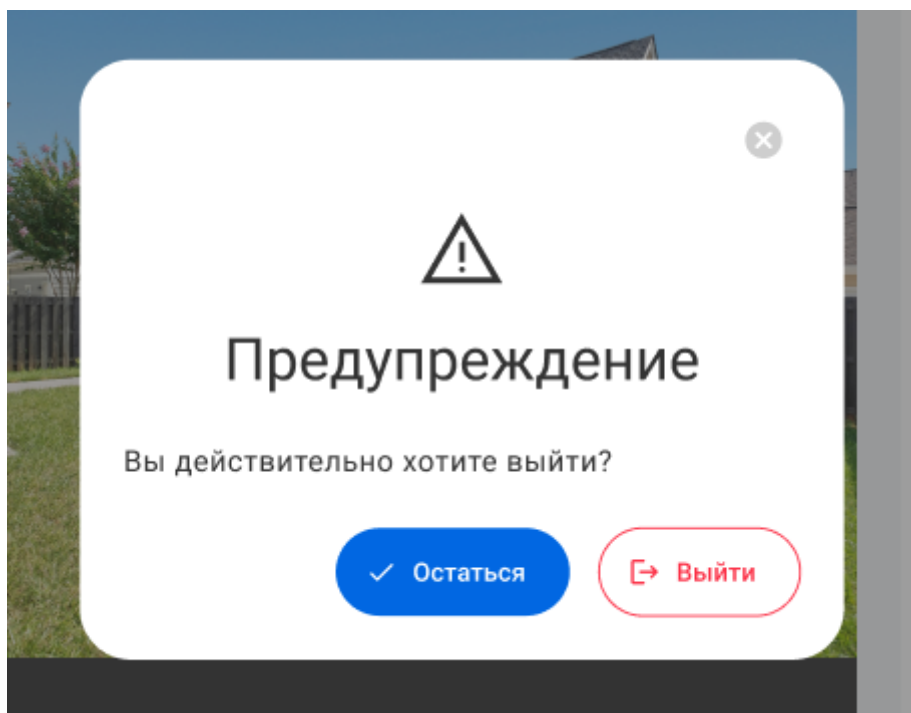 Предупреждение
Вы действительно хотите выйти?
Остаться
Выйти